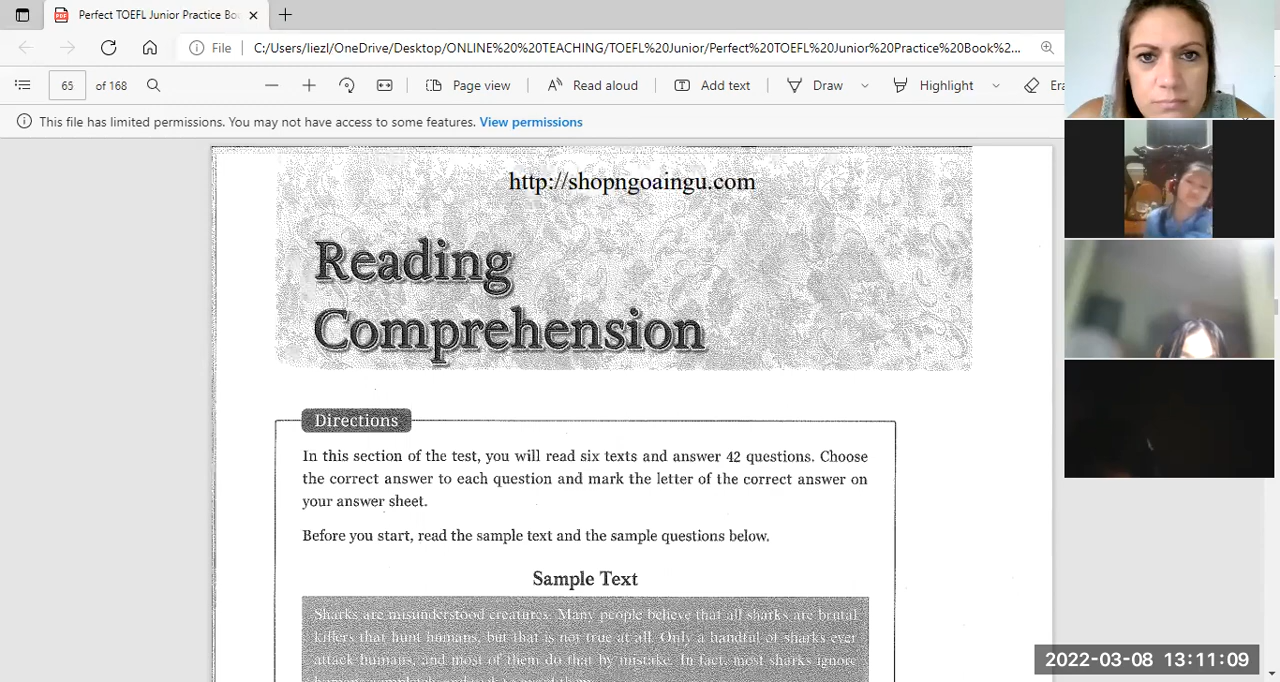 Perfect TOEFL Junior Practice Bo
File C:/Users/liezl/OneDrive/Desktop/ONLINE%20%20TEACHING/TOEFL%20Junior/Perfect%20TOEFL%20Junior%20Practice%20Book%2...
65 of 168 Page view Read aloud Add text Draw Highlight Era
This file has limited permissions. You may not have access to some features. View permissions
http://shopngoaingu.com
Reading
Comprehension
Directions
In this section of the test, you will read six texts and answer 42 questions. Choose
the correct answer to each question and mark the letter of the correct answer on
your answer sheet.
Before you start, read the sample text and the sample questions below.
Sample Text
Sharks are misunderstood creatures. Many people believe that all sharks are brutal
killers that hunt humans, but that is not true at all. Only a handful of sharks ever
attack humans, and most of them do that by mistake. In fact, most sharks ignore
2022-03-08 13:11:09